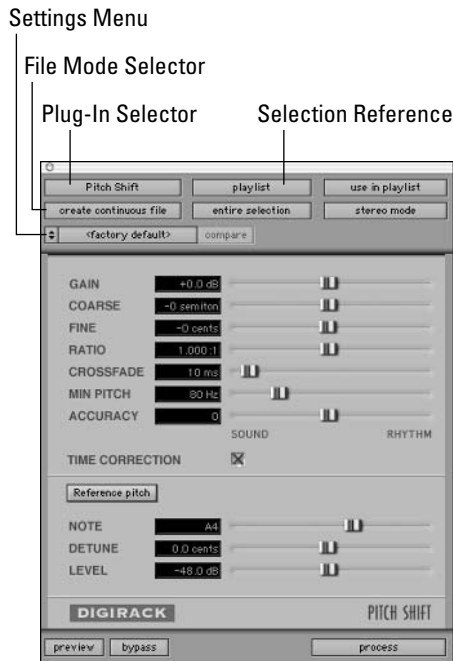 Settings Menu
File Mode Selector
Plug-In Selector Selection Reference
Pitch Shift playlist use in playlist
create continuous file entire selection stereo mode
<factory default> compare
GAIN +0.0 dB
COARSE -0 semiton
FINE -0 cents
RATIO 1.000:1
CROSSFADE 10 ms
MIN PITCH 80 Hz
ACCURACY 0
SOUND RHYTHM
TIME CORRECTION
Reference pitch
NOTE A4
DETUNE 0.0 cents
LEVEL -48.0 dB
DIGIRACK PITCH SHIFT
preview bypass process